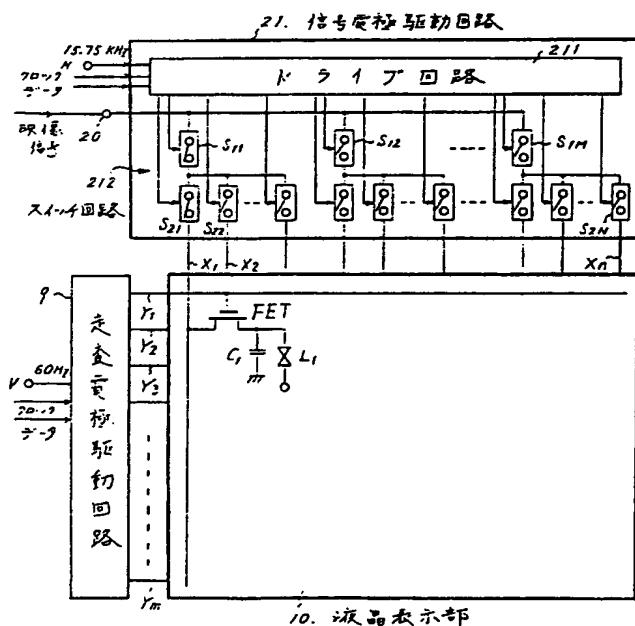 21. 信号電極駆動回路
15.75 KHz
H
211
クロック
データ
ドライブ回路
映像
信号
20
S11
S12
S1M
212
スイッチ回路
S21
S22
S2N
X1
X2
Xn
9
Y1
FET
Y2
C1
L1
60Hz
V
Y3
クロック
データ
走査電極駆動回路
Ym
10. 液晶表示部